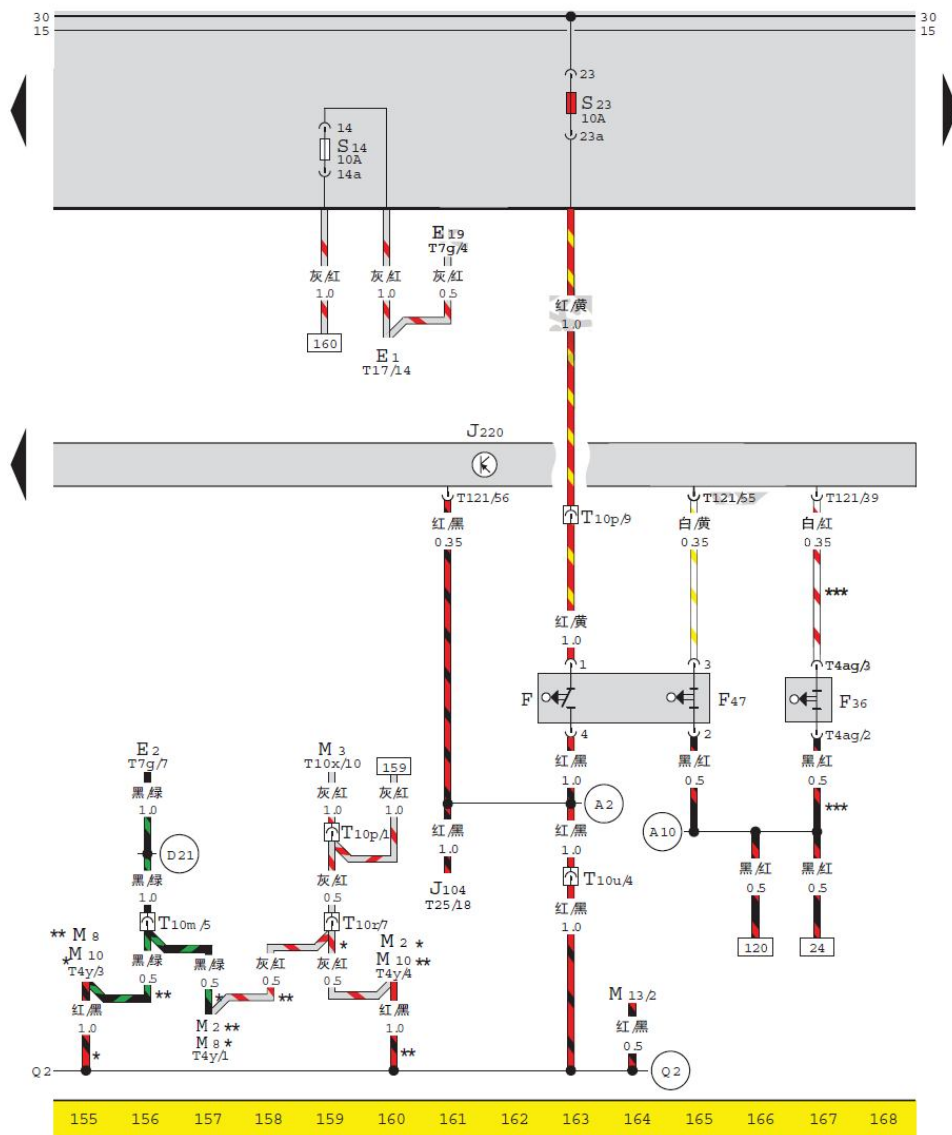 30
30
15
15
23
S 23
10A
23a
14
S 14
10A
14a
E 19
T7g/4
灰/红
灰/红
灰/红
1.0
1.0
0.5
红/黄
1.0
160
E 1
T17/14
J220
T121/56
T121/55
T121/39
红/黑
0.35
T10p/9
白/黄
0.35
白/红
0.35
***
红/黄
1.0
1
3
T4ag/3
F
F47
F36
4
2
T4ag/2
E 2
T7g/7
M 3
T10x/10
159
红/黑
1.0
黑/红
0.5
黑/红
0.5
***
黑/绿
1.0
灰/红
1.0
灰/红
1.0
A2
A10
T10p/1
红/黑
1.0
红/黑
1.0
D21
黑/绿
1.0
灰/红
0.5
J104
T25/18
T10u/4
黑/红
0.5
黑/红
0.5
T10m/5
T10r/7
红/黑
1.0
120
24
** M 8
* M 10
T4y/3
黑/绿
0.5
**
黑/绿
0.5
*
灰/红
0.5
**
*
灰/红
0.5
M 2 *
M 10 **
T4y/4
红/黑
1.0
*
M 2 **
M 8 *
T4y/1
红/黑
1.0
**
M 13/2
红/黑
0.5
Q2
Q2
155 156 157 158 159 160 161 162 163 164 165 166 167 168